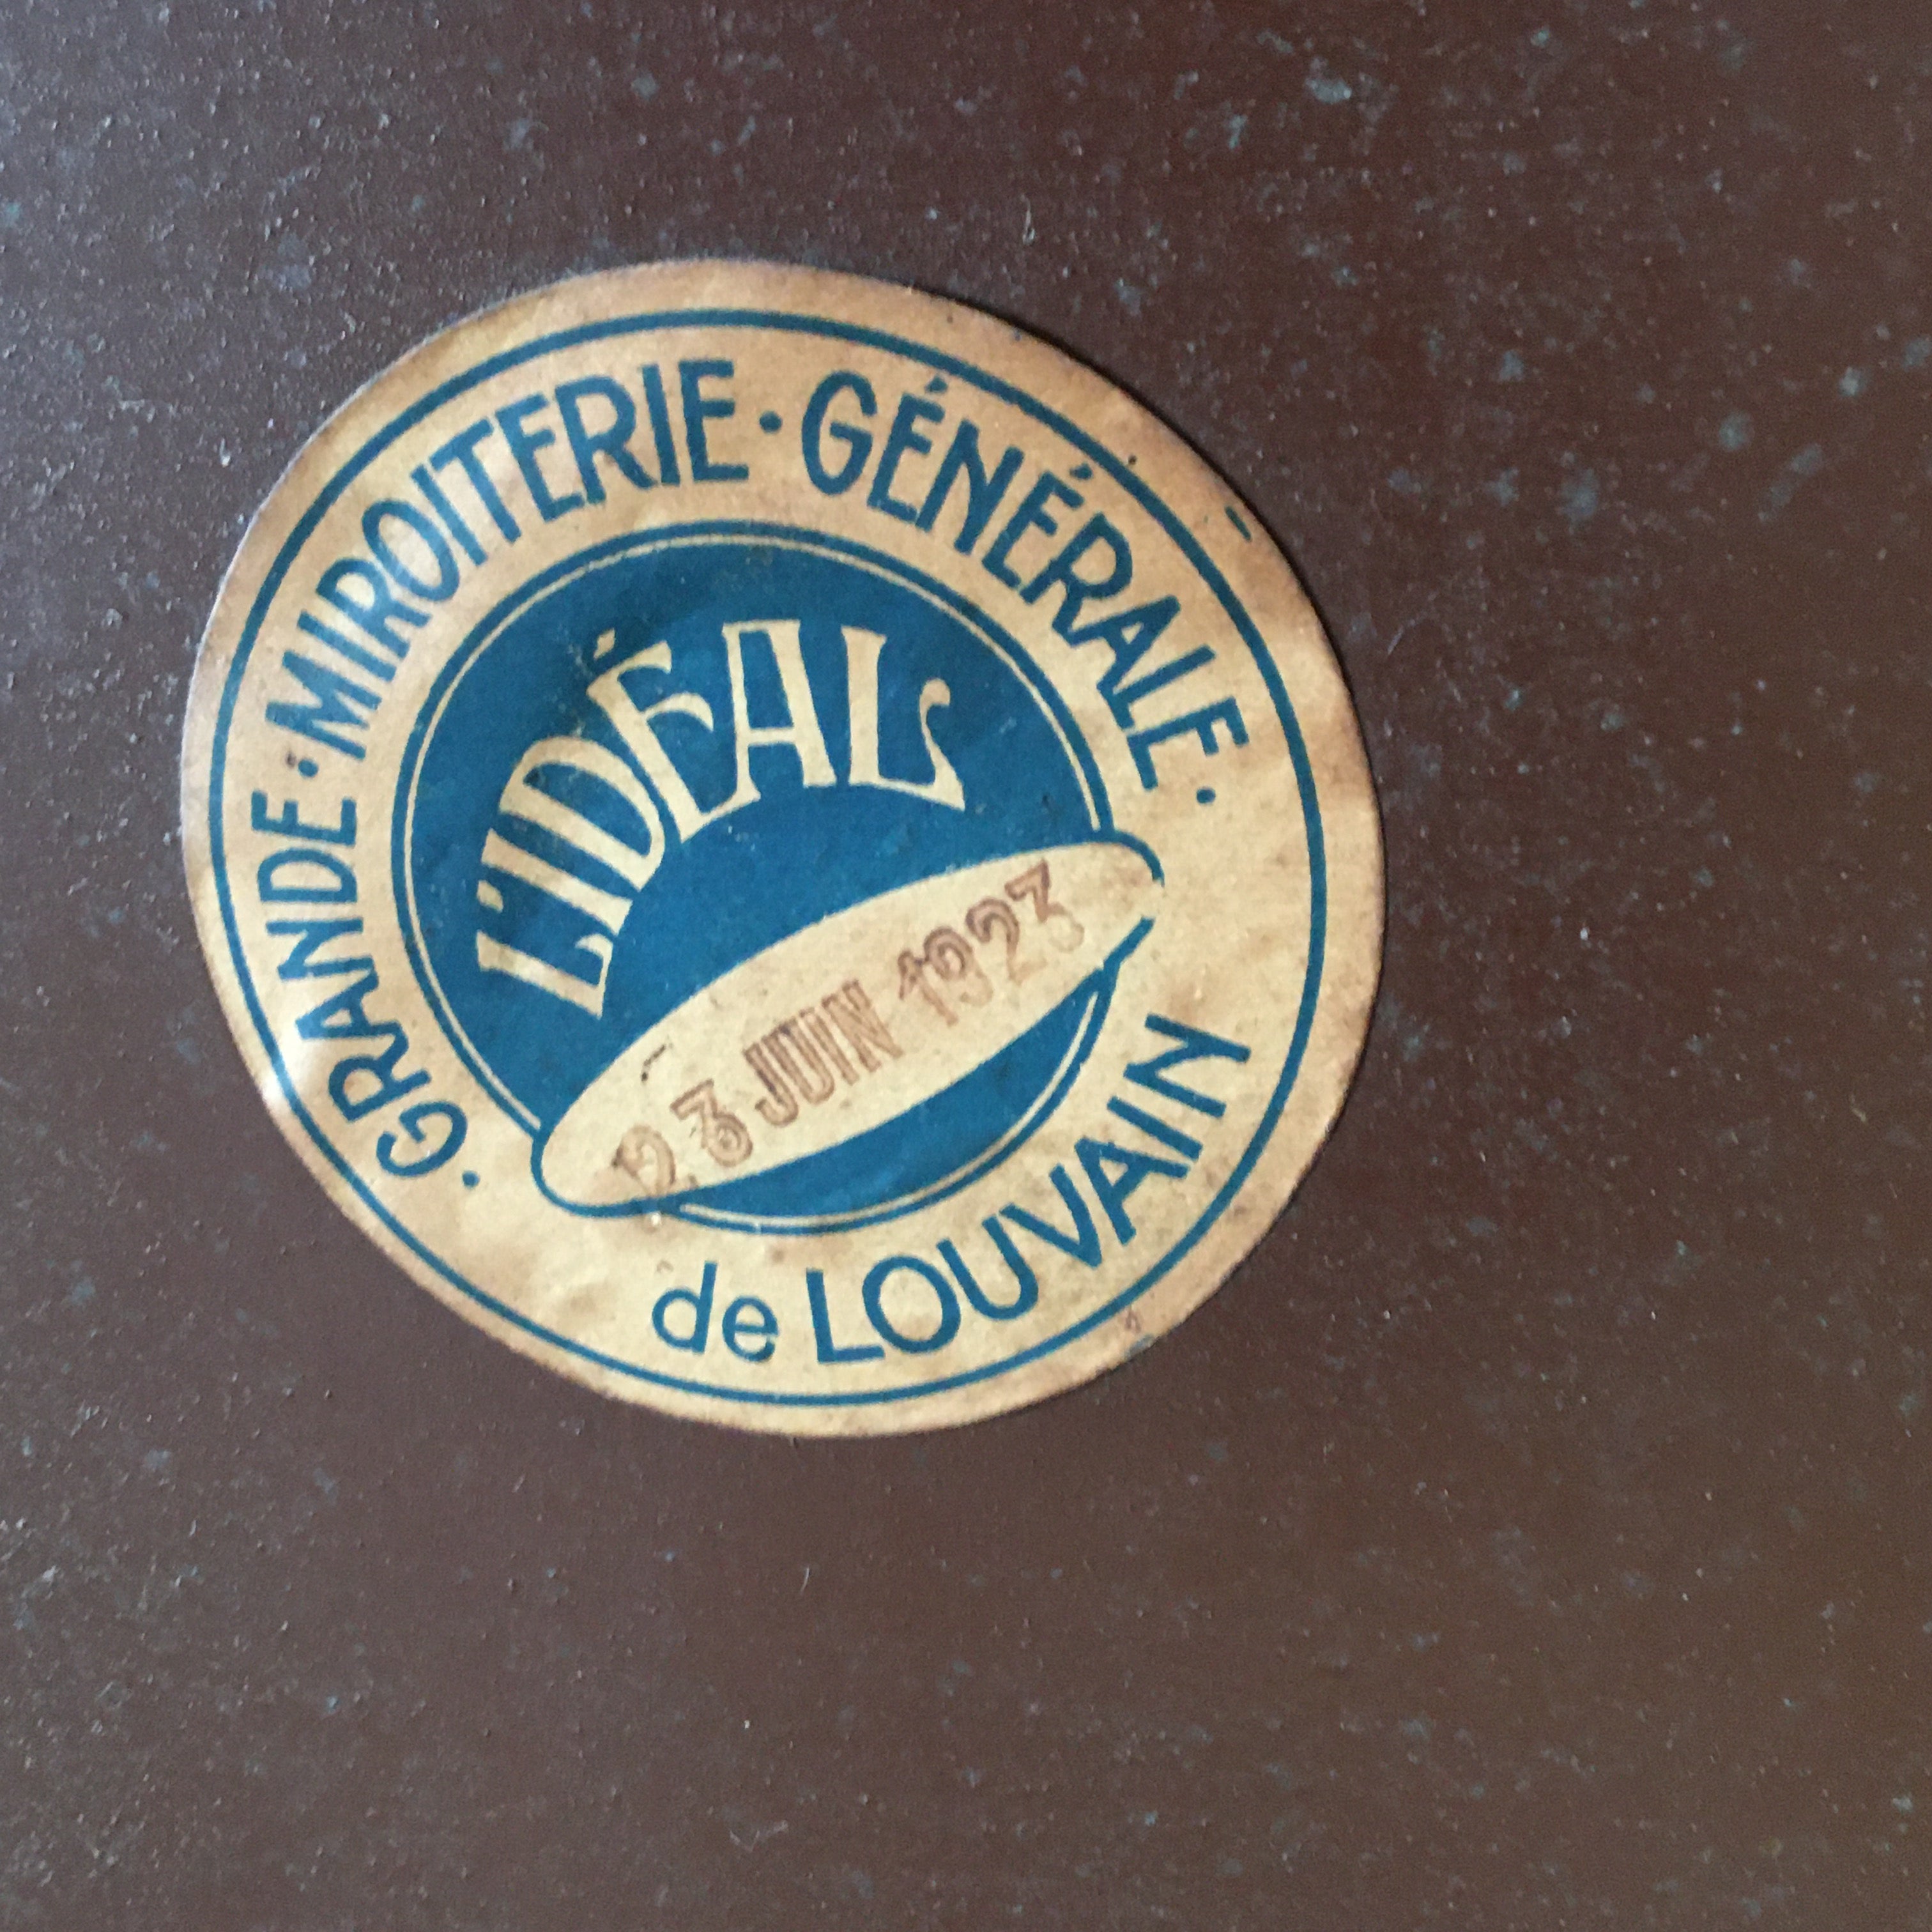 ·GRANDE·MIROITERIE·GÉNÉRALE·
L'IDÉAL
23 JUIN 1923
de LOUVAIN